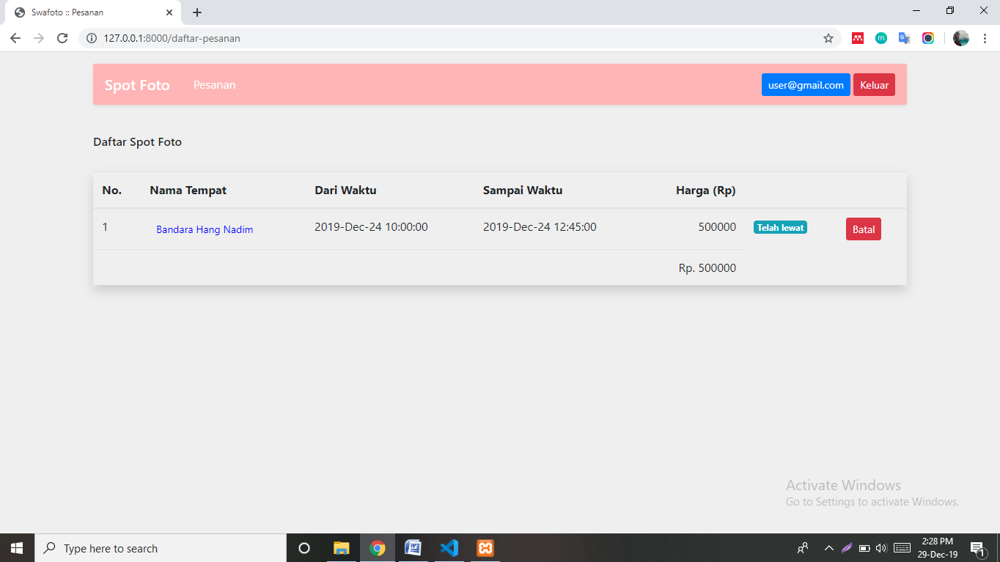 Swafoto :: Pesanan
127.0.0.1:8000/daftar-pesanan
Spot Foto Pesanan user@gmail.com Keluar
Daftar Spot Foto
No. Nama Tempat Dari Waktu Sampai Waktu Harga (Rp)
1 Bandara Hang Nadim 2019-Dec-24 10:00:00 2019-Dec-24 12:45:00 500000 Telah lewat Batal
Rp. 500000
Activate Windows
Go to Settings to activate Windows.
Type here to search
2:28 PM
29-Dec-19
1